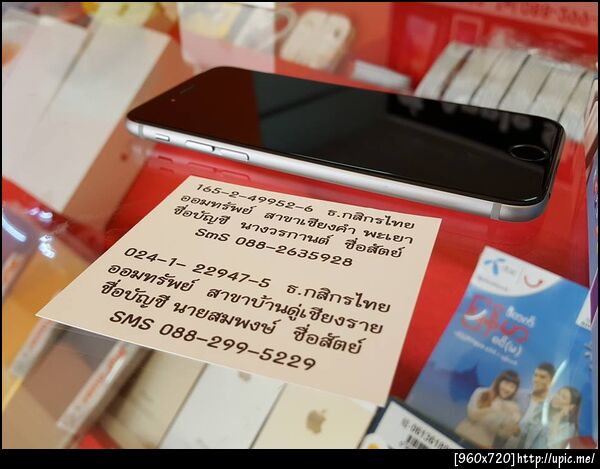 165-2-49952-6 ธ.กสิกรไทย
ออมทรัพย์ สาขาเชียงคำ พะเยา
ชื่อบัญชี นางวรกานต์ ชื่อสัตย์
SmS 088-2635928
024-1- 22947-5 ธ.กสิกรไทย
ออมทรัพย์ สาขาบ้านดู่เชียงราย
ชื่อบัญชี นายสมพงษ์ ชื่อสัตย์
SMS 088-299-5229
[960x720]http://upic.me/